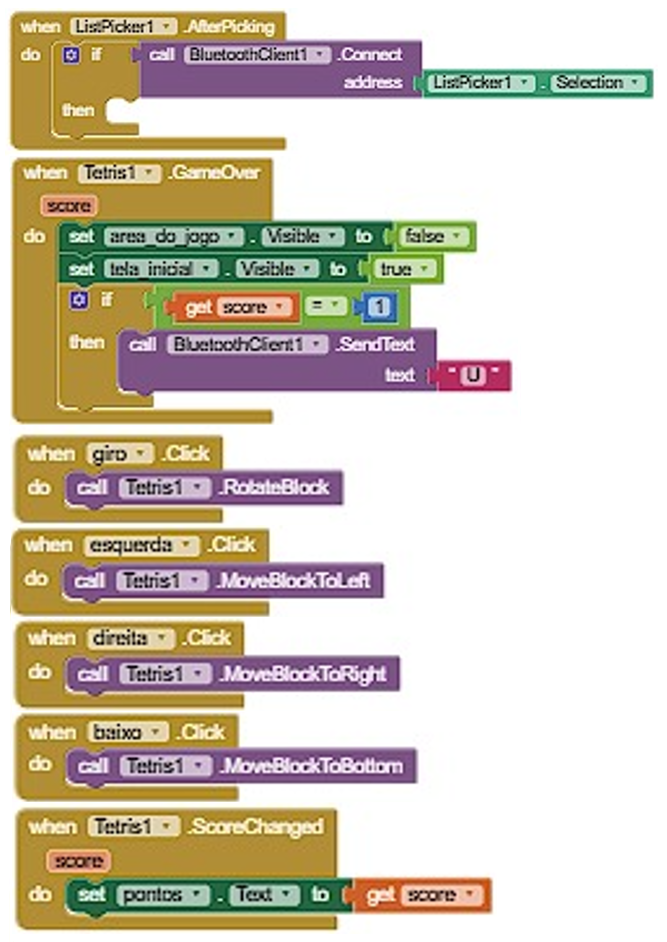 when ListPicker1 .AfterPicking
do if call BluetoothClient1 .Connect
address ListPicker1 . Selection
then
when Tetris1 .GameOver
score
do set area_do_jogo . Visible to false
set tela_inicial . Visible to true
if get score = 1
then call BluetoothClient1 .SendText
text " U "
when giro .Click
do call Tetris1 .RotateBlock
when esquerda .Click
do call Tetris1 .MoveBlockToLeft
when direita .Click
do call Tetris1 .MoveBlockToRight
when baixo .Click
do call Tetris1 .MoveBlockToBottom
when Tetris1 .ScoreChanged
score
do set pontos . Text to get score